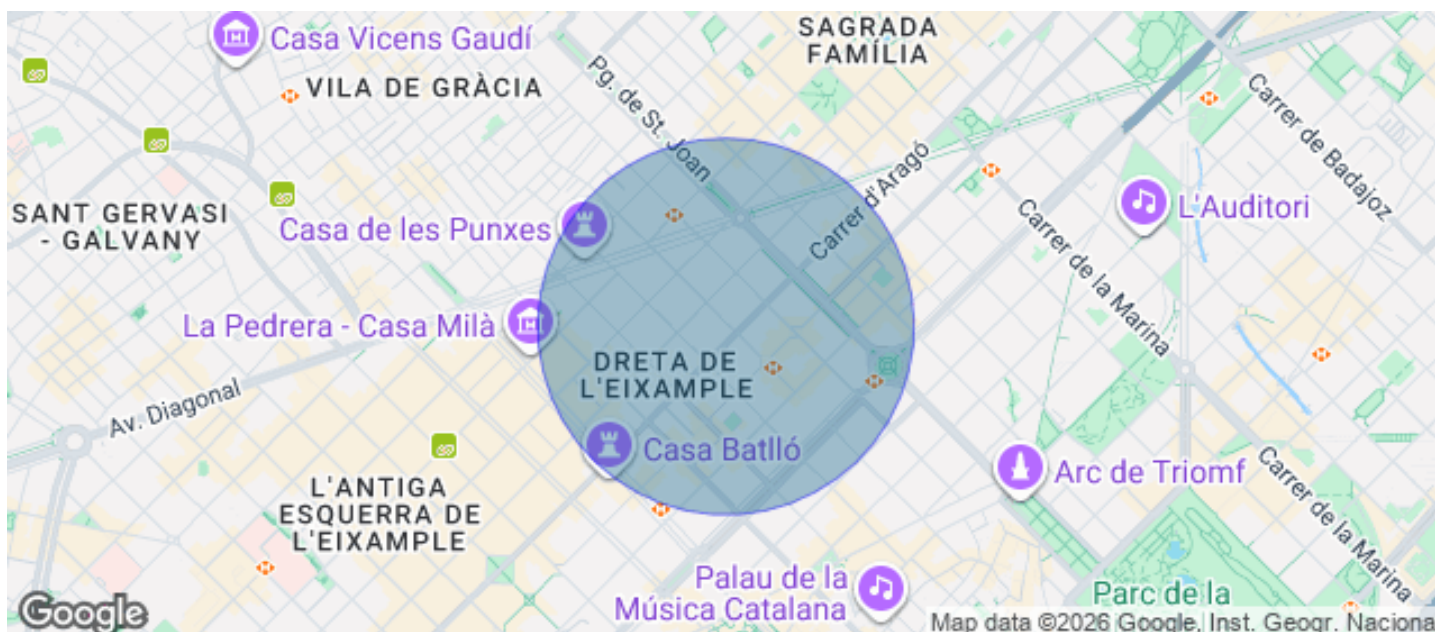 Casa Vicens Gaudí
SAGRADA
FAMÍLIA
VILA DE GRÀCIA
Pg. de St. Joan
Carrer de Badajoz
Carrer d'Aragó
SANT GERVASI
- GALVANY
Casa de les Punxes
L'Auditori
Carrer de la Marina
La Pedrera - Casa Milà
DRETA DE
L'EIXAMPLE
Av. Diagonal
Casa Batlló
Arc de Triomf
L'ANTIGA
ESQUERRA DE
L'EIXAMPLE
Carrer de la Marina
Palau de la
Música Catalana
Parc de la
Google
Map data ©2026 Google, Inst. Geogr. Naciona